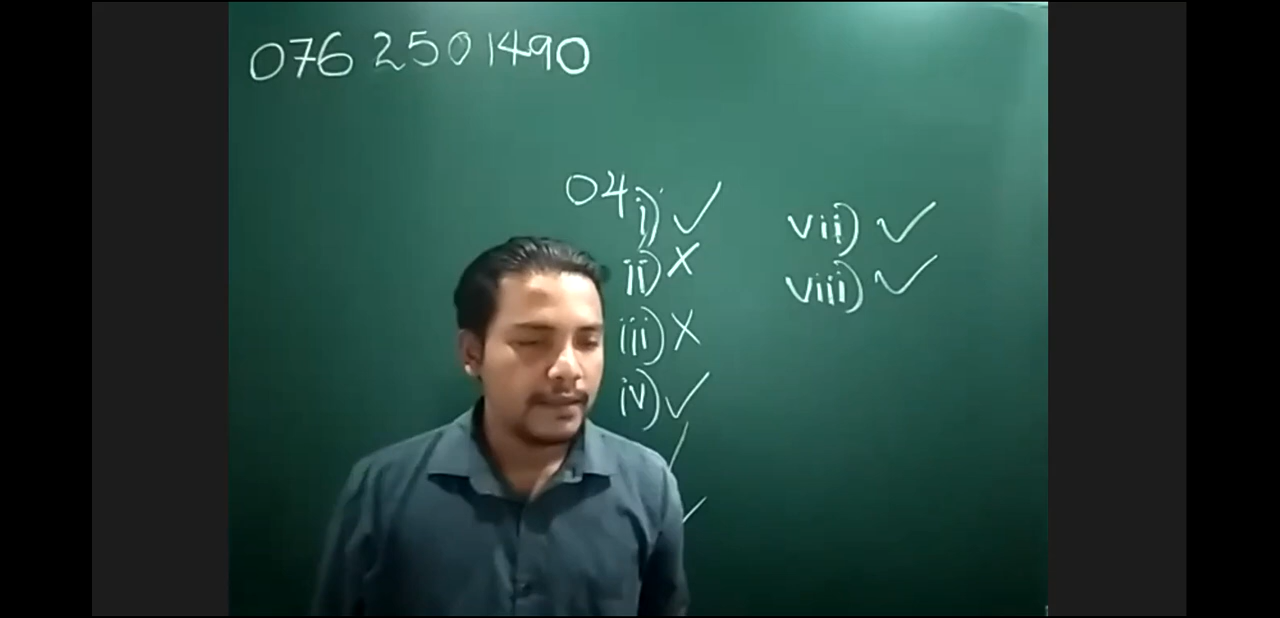 076 2501490
04 i) ✓
ii) ✗
iii) ✗
iv) ✓
✓
✓
vii) ✓
viii) ✓